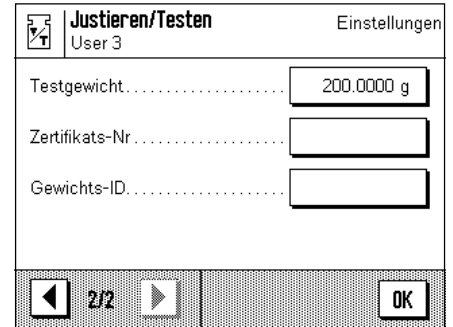 Justieren/Testen Einstellungen
User 3
Testgewicht..................... 200.0000 g
Zertifikats-Nr....................
Gewichts-ID.....................
2/2 OK